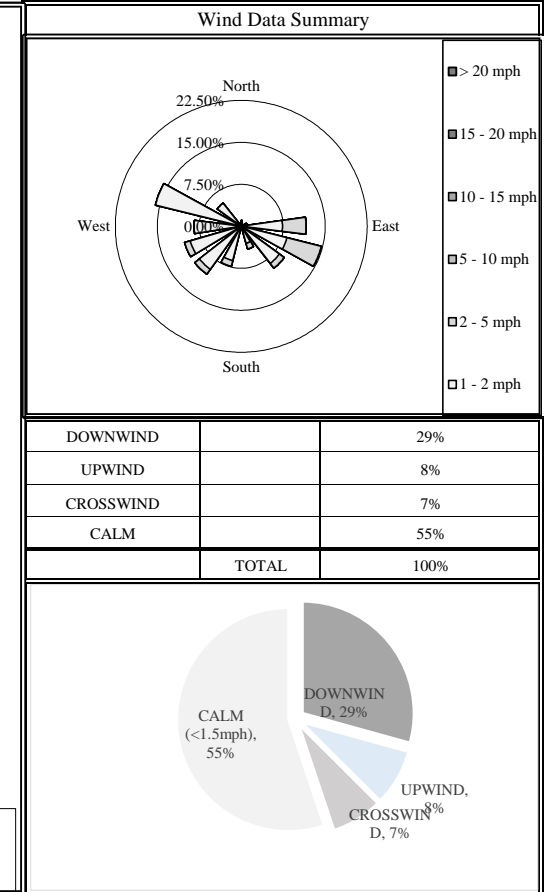 Wind Data Summary
North
22.50%
15.00%
7.50%
0.00%
West
East
South
> 20 mph
15 - 20 mph
10 - 15 mph
5 - 10 mph
2 - 5 mph
1 - 2 mph
DOWNWIND 29%
UPWIND 8%
CROSSWIND 7%
CALM 55%
TOTAL 100%
DOWNWIN
D, 29%
CALM
(<1.5mph),
55%
UPWIND,
8%
CROSSWIN
D, 7%